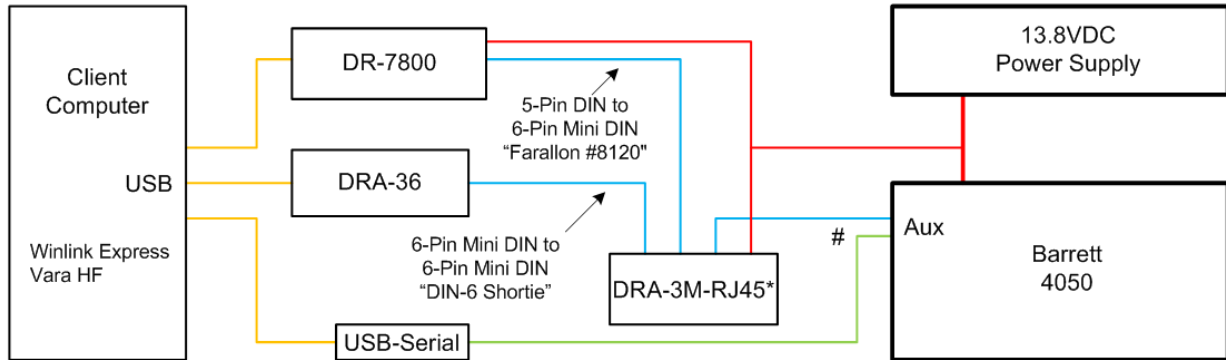 Client
Computer
USB
Winlink Express
Vara HF
DR-7800
DRA-36
5-Pin DIN to
6-Pin Mini DIN
“Farallon #8120"
6-Pin Mini DIN to
6-Pin Mini DIN
“DIN-6 Shortie”
DRA-3M-RJ45*
USB-Serial
13.8VDC
Power Supply
#
Aux
Barrett
4050